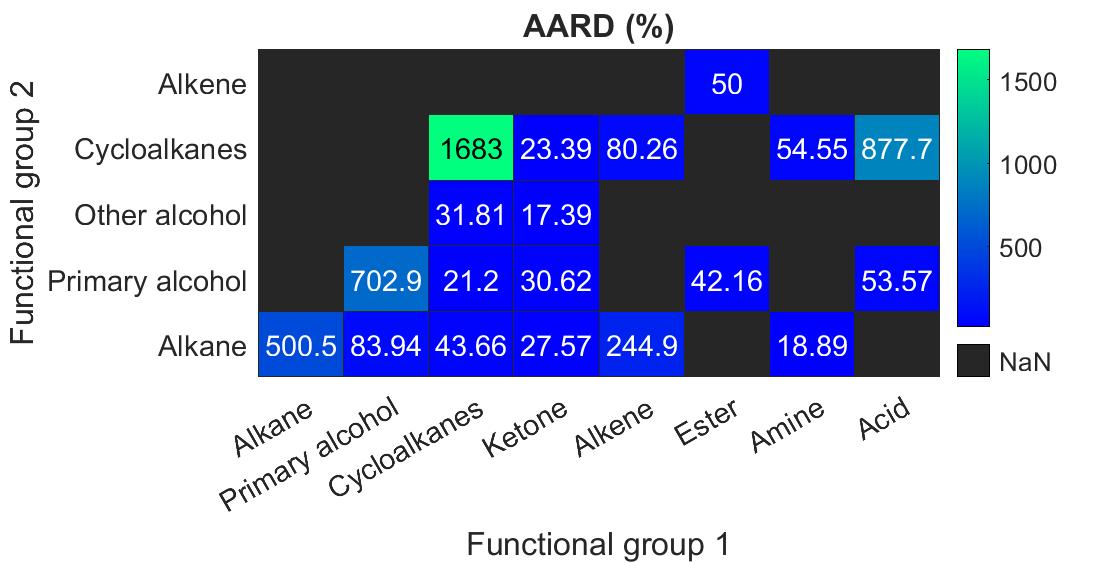 AARD (%)
Functional group 2
Alkene
50
1500
Cycloalkanes
1683 23.39 80.26 54.55 877.7
1000
Other alcohol
31.81 17.39
500
Primary alcohol
702.9 21.2 30.62 42.16 53.57
Alkane
500.5 83.94 43.66 27.57 244.9 18.89
NaN
Alkane
Primary alcohol
Cycloalkanes
Ketone
Alkene
Ester
Amine
Acid
Functional group 1